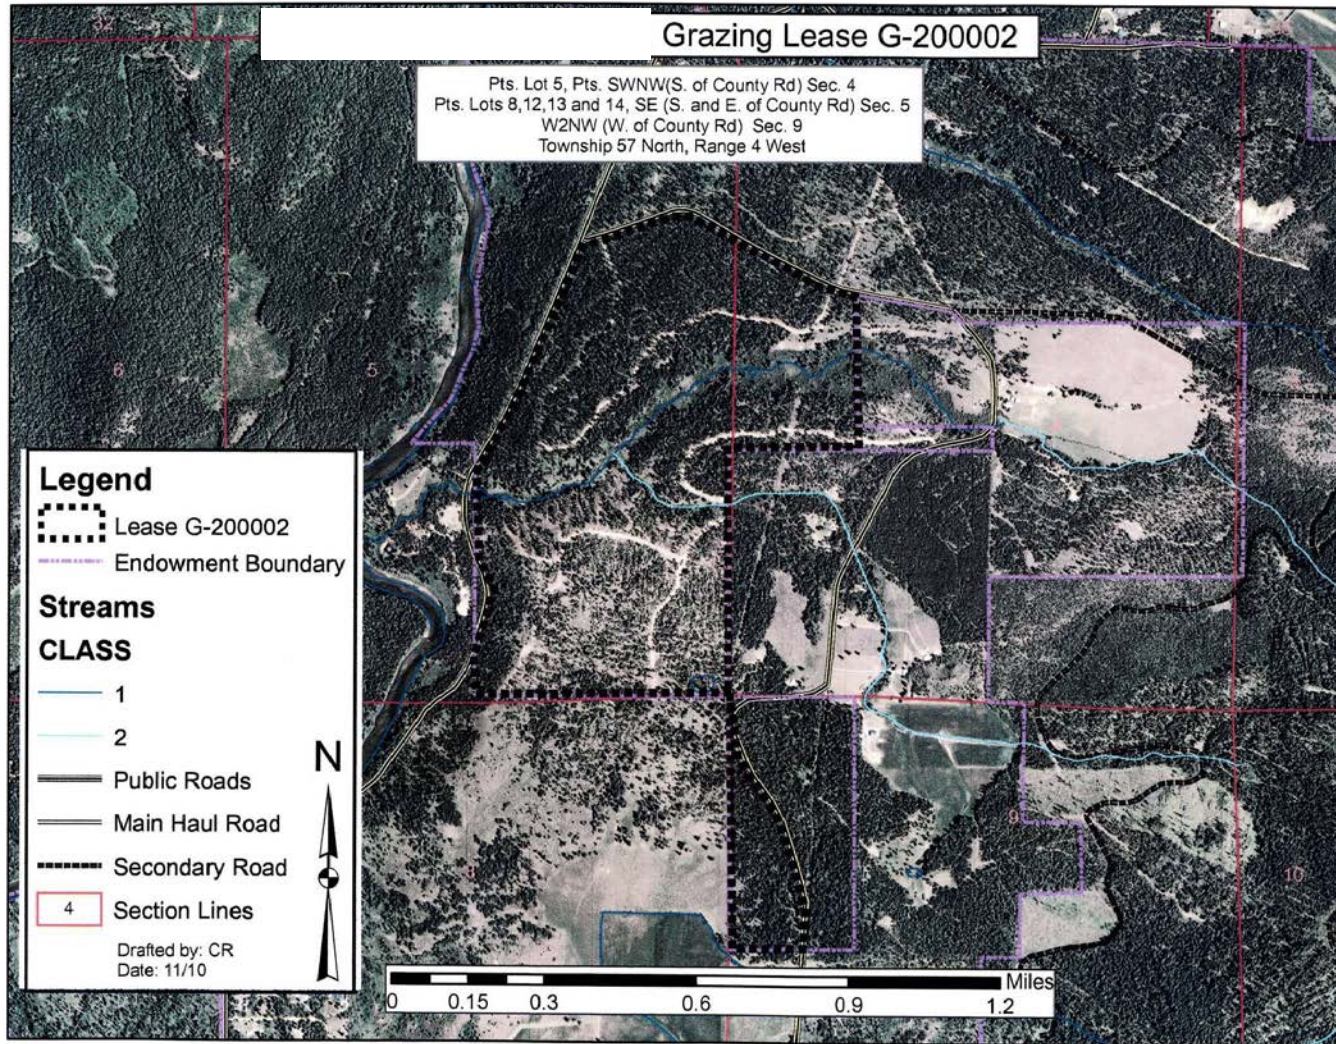 32
Grazing Lease G-200002
Pts. Lot 5, Pts. SWNW(S. of County Rd) Sec. 4
Pts. Lots 8,12,13 and 14, SE (S. and E. of County Rd) Sec. 5
W2NW (W. of County Rd) Sec. 9
Township 57 North, Range 4 West
6
5
Legend
Lease G-200002
Endowment Boundary
Streams
CLASS
1
2
Public Roads
Main Haul Road
Secondary Road
4 Section Lines
N
Drafted by: CR
Date: 11/10
8
9
10
Miles
0 0.15 0.3 0.6 0.9 1.2